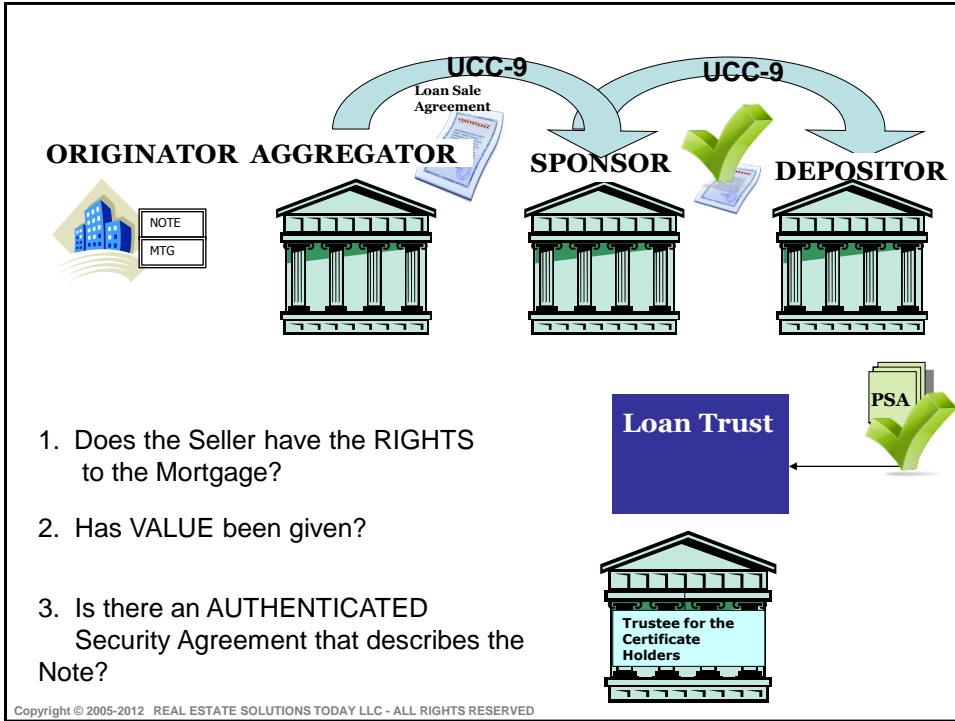 UCC-9
UCC-9
Loan Sale
Agreement
ORIGINATOR AGGREGATOR
SPONSOR
DEPOSITOR
NOTE
MTG
PSA
Loan Trust
1. Does the Seller have the RIGHTS
to the Mortgage?
2. Has VALUE been given?
3. Is there an AUTHENTICATED
Security Agreement that describes the
Note?
Trustee for the
Certificate
Holders
Copyright © 2005-2012 REAL ESTATE SOLUTIONS TODAY LLC - ALL RIGHTS RESERVED